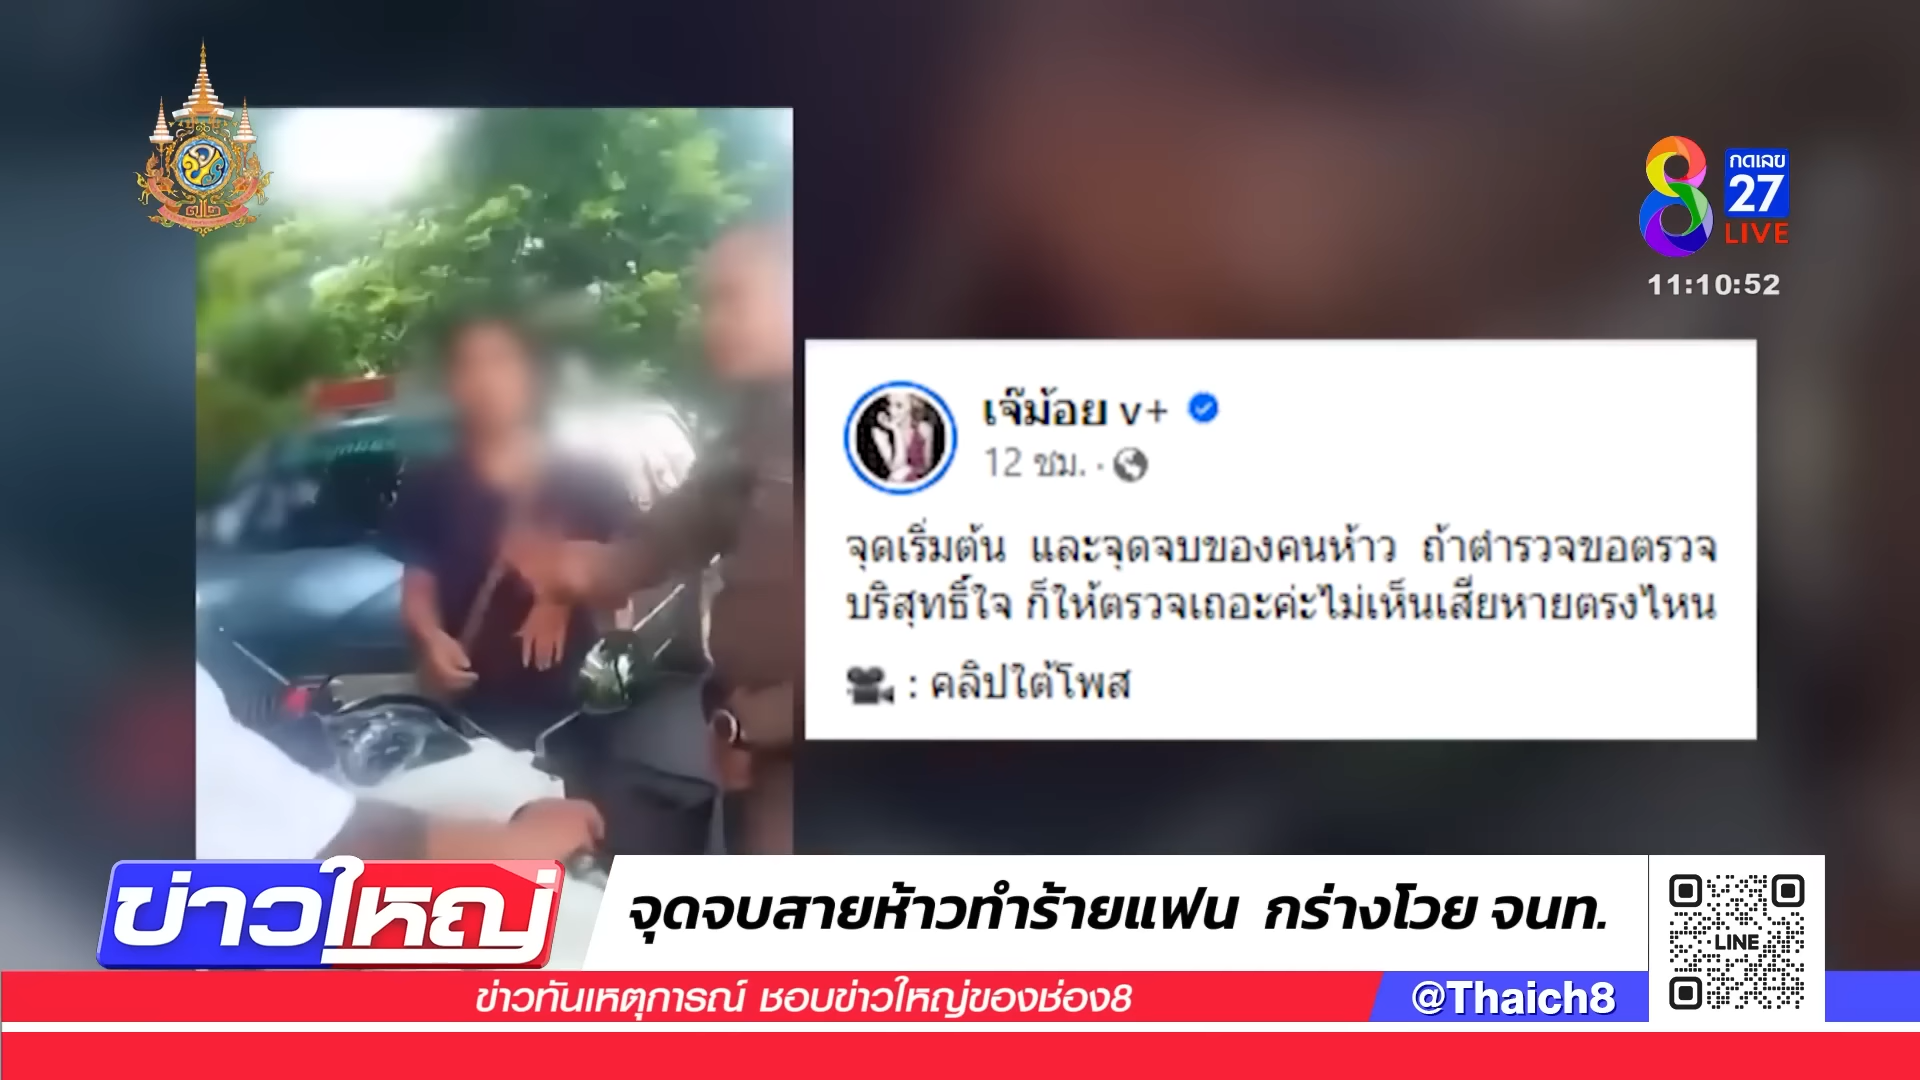 กดเลข
27
LIVE
11:10:52
เจ๊ม้อย v+
12 ชม. ·
จุดเริ่มต้น และจุดจบของคนห้าว ถ้าตำรวจขอตรวจ
บริสุทธิ์ใจ ก็ให้ตรวจเถอะค่ะไม่เห็นเสียหายตรงไหน
: คลิปใต้โพส
ข่าวใหญ่
จุดจบสายห้าวทำร้ายแฟน กร่างโวย จนท.
LINE
ข่าวทันเหตุการณ์ ชอบข่าวใหญ่ของช่อง8
@Thaich8